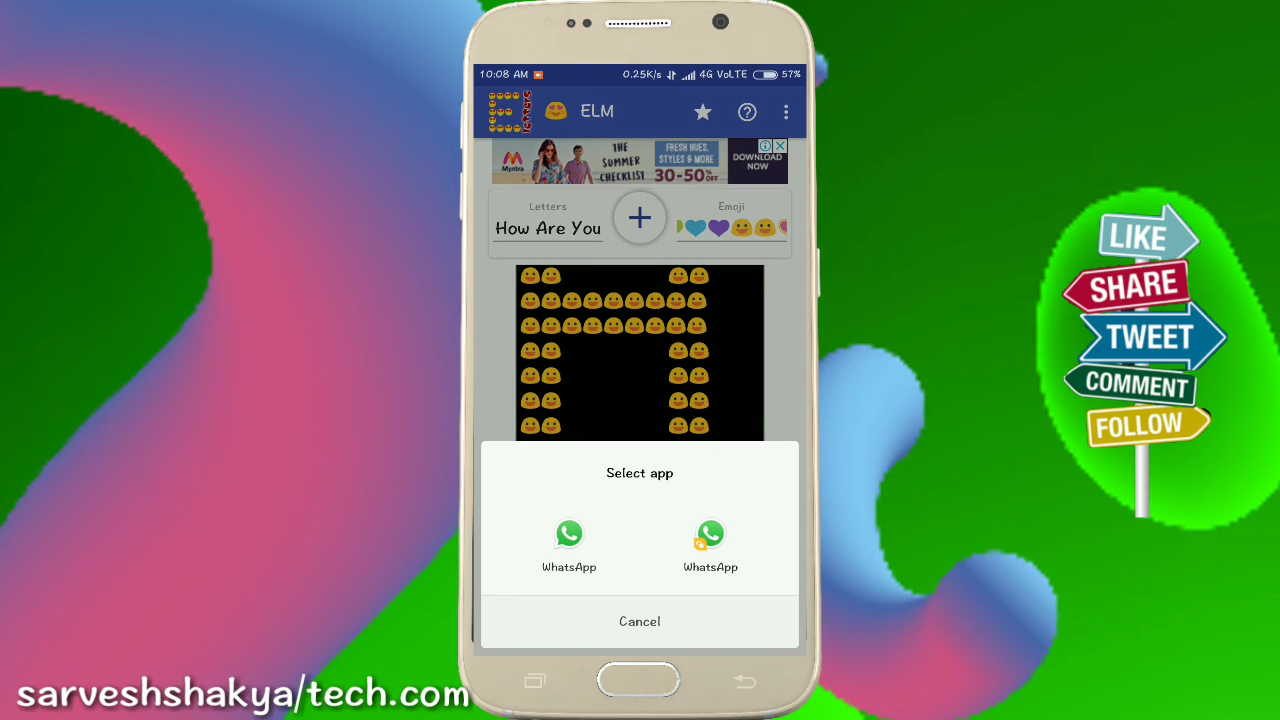 10:08 AM 0.25K/s 4G VoLTE 57%
letters ELM
Myntra
THE SUMMER CHECKLIST
FRESH HUES, STYLES & MORE
30-50% OFF
DOWNLOAD NOW
Letters Emoji
How Are You
Select app
WhatsApp WhatsApp
Cancel
LIKE
SHARE
TWEET
COMMENT
FOLLOW
sarveshshakya/tech.com